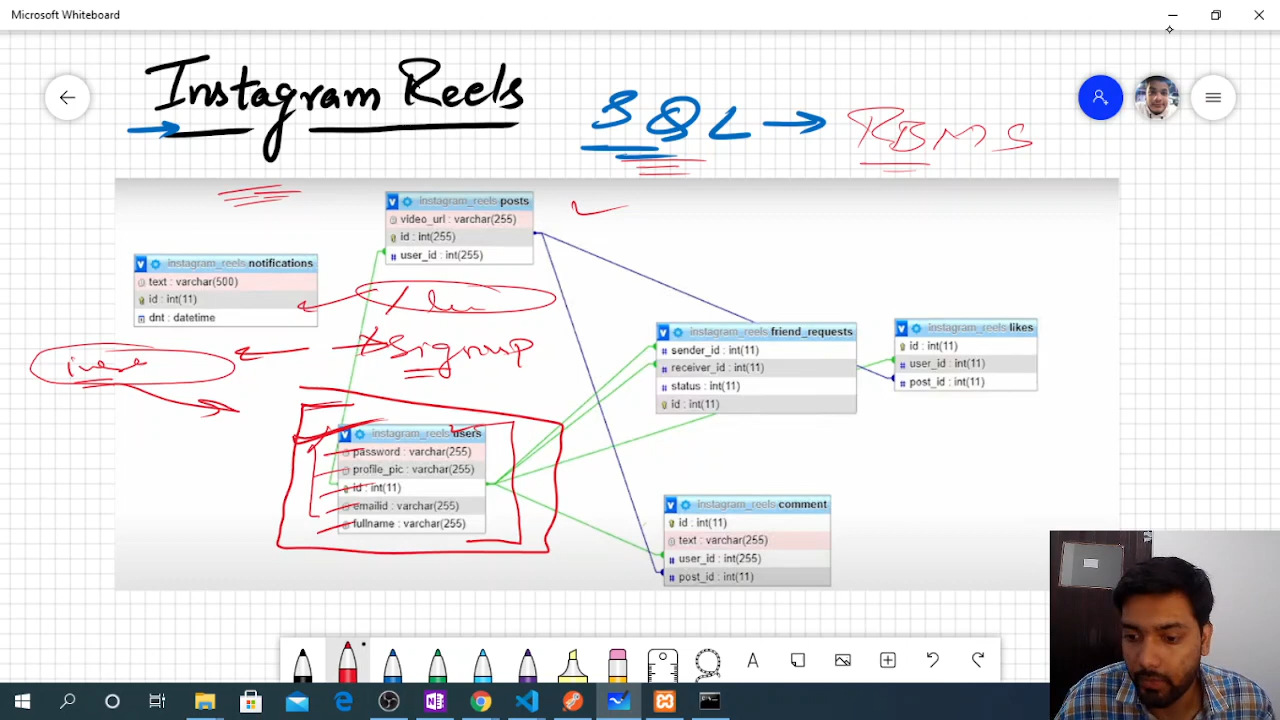 Microsoft Whiteboard
Instagram Reels
SQL → RBMS
instagram_reels posts
video_url : varchar(255)
id : int(255)
user_id : int(255)
instagram_reels notifications
text : varchar(500)
id : int(11)
dnt : datetime
signup
instagram_reels friend_requests
sender_id : int(11)
receiver_id : int(11)
status : int(11)
id : int(11)
instagram_reels likes
id : int(11)
user_id : int(11)
post_id : int(11)
instagram_reels users
password : varchar(255)
profile_pic : varchar(255)
id : int(11)
emailid : varchar(255)
fullname : varchar(255)
instagram_reels comment
id : int(11)
text : varchar(255)
user_id : int(255)
post_id : int(11)